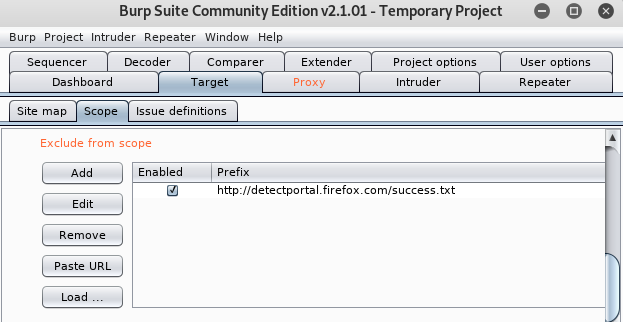 Burp Suite Community Edition v2.1.01 - Temporary Project
Burp Project Intruder Repeater Window Help
Sequencer Decoder Comparer Extender Project options User options
Dashboard Target Proxy Intruder Repeater
Site map Scope Issue definitions
Exclude from scope
Add Enabled Prefix
http://detectportal.firefox.com/success.txt
Edit
Remove
Paste URL
Load ...